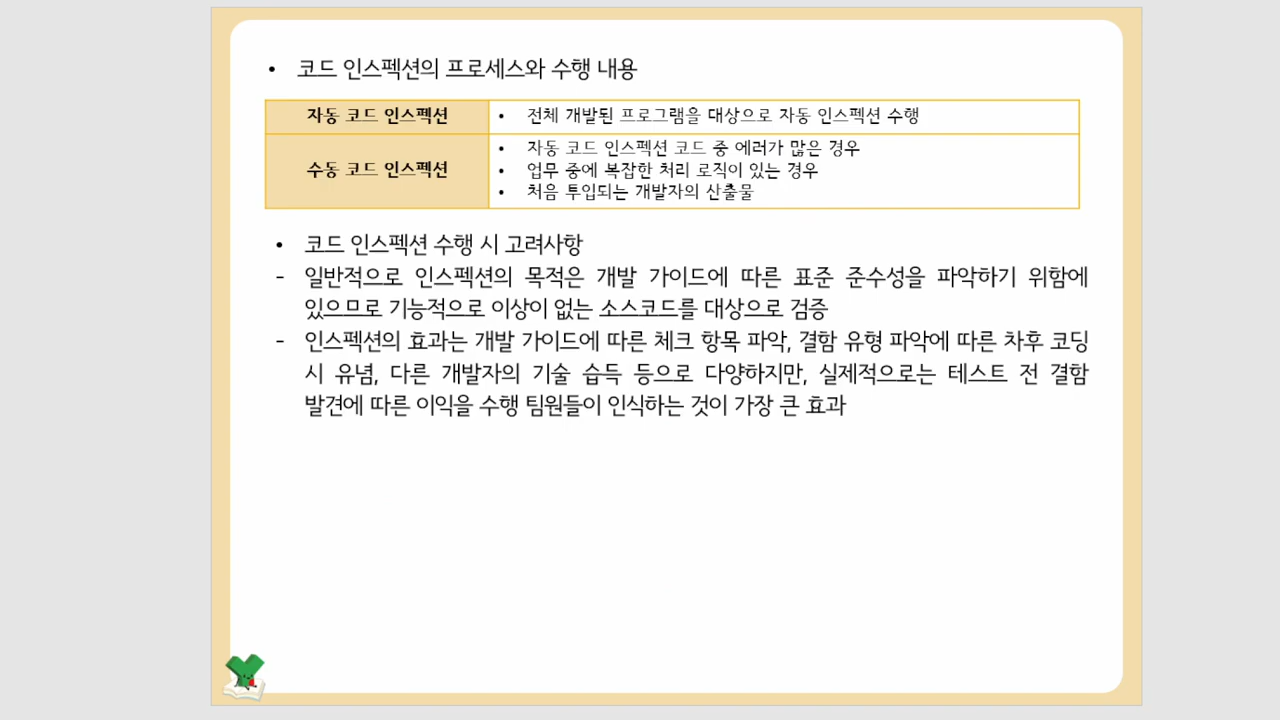 • 코드 인스펙션의 프로세스와 수행 내용
자동 코드 인스펙션
• 전체 개발된 프로그램을 대상으로 자동 인스펙션 수행
수동 코드 인스펙션
• 자동 코드 인스펙션 코드 중 에러가 많은 경우
• 업무 중에 복잡한 처리 로직이 있는 경우
• 처음 투입되는 개발자의 산출물
• 코드 인스펙션 수행 시 고려사항
- 일반적으로 인스펙션의 목적은 개발 가이드에 따른 표준 준수성을 파악하기 위함에
있으므로 기능적으로 이상이 없는 소스코드를 대상으로 검증
- 인스펙션의 효과는 개발 가이드에 따른 체크 항목 파악, 결함 유형 파악에 따른 차후 코딩
시 유념, 다른 개발자의 기술 습득 등으로 다양하지만, 실제적으로는 테스트 전 결함
발견에 따른 이익을 수행 팀원들이 인식하는 것이 가장 큰 효과